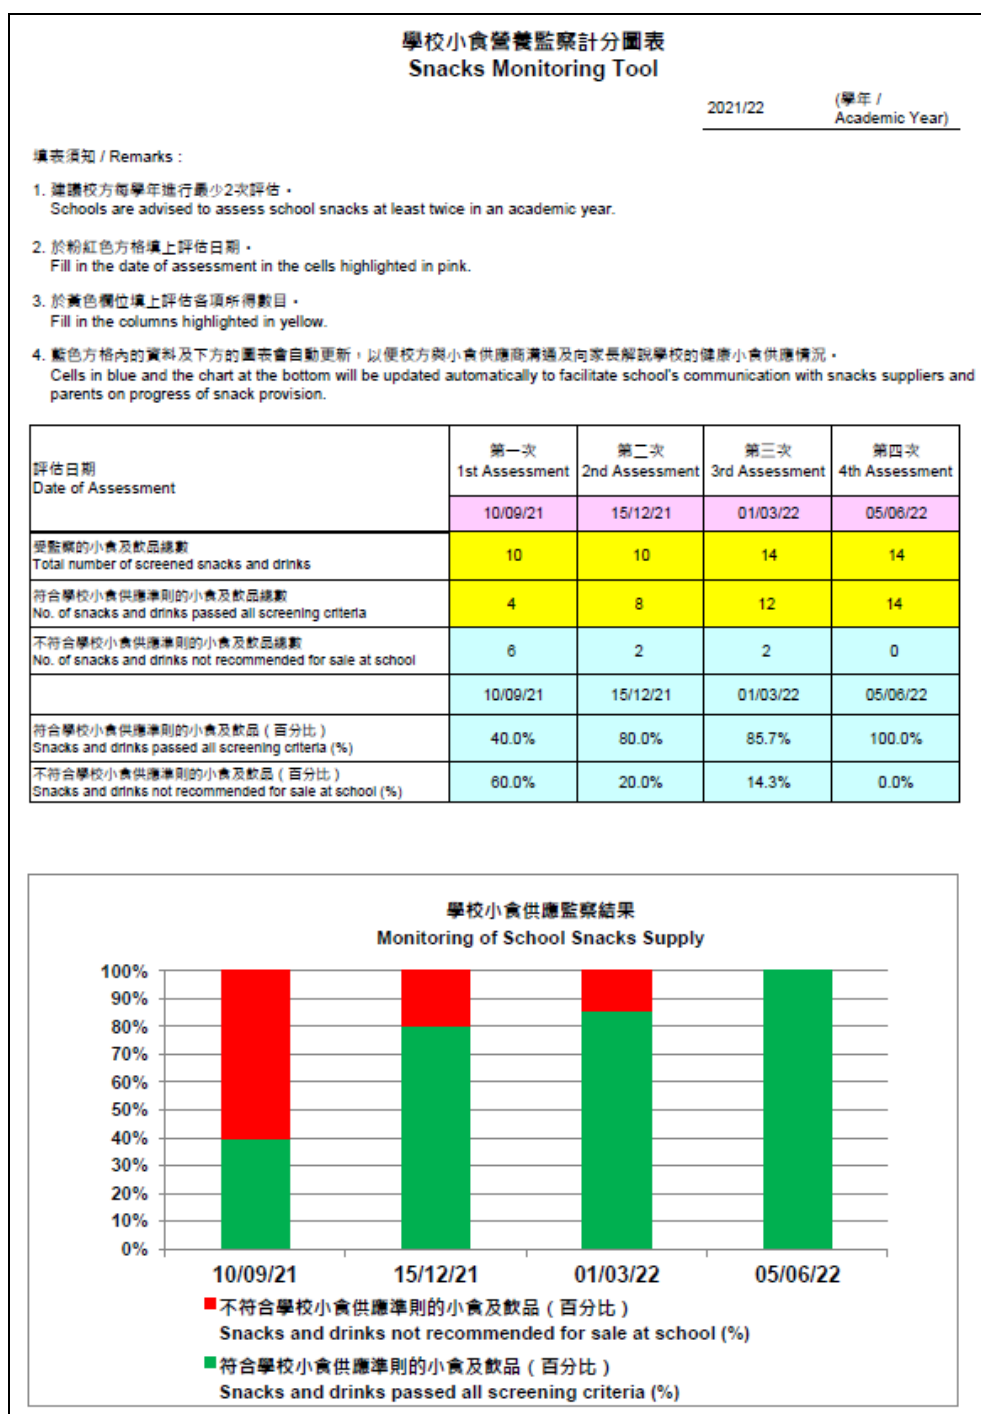 學校小食營養監察計分圖表
Snacks Monitoring Tool
2021/22
(學年 /
Academic Year)
填表須知 / Remarks :
1. 建議校方每學年進行最少2次評估。
Schools are advised to assess school snacks at least twice in an academic year.
2. 於粉紅色方格填上評估日期。
Fill in the date of assessment in the cells highlighted in pink.
3. 於黃色欄位填上評估各項所得數目。
Fill in the columns highlighted in yellow.
4. 藍色方格內的資料及下方的圖表會自動更新，以便校方與小食供應商溝通及向家長解說學校的健康小食供應情況。
Cells in blue and the chart at the bottom will be updated automatically to facilitate school's communication with snacks suppliers and
parents on progress of snack provision.
評估日期
Date of Assessment
第一次 第二次 第三次 第四次
1st Assessment 2nd Assessment 3rd Assessment 4th Assessment
10/09/21 15/12/21 01/03/22 05/06/22
受監察的小食及飲品總數
Total number of screened snacks and drinks
10 10 14 14
符合學校小食供應準則的小食及飲品總數
No. of snacks and drinks passed all screening criteria
4 8 12 14
不符合學校小食供應準則的小食及飲品總數
No. of snacks and drinks not recommended for sale at school
6 2 2 0
10/09/21 15/12/21 01/03/22 05/06/22
符合學校小食供應準則的小食及飲品（百分比）
Snacks and drinks passed all screening criteria (%)
40.0% 80.0% 85.7% 100.0%
不符合學校小食供應準則的小食及飲品（百分比）
Snacks and drinks not recommended for sale at school (%)
60.0% 20.0% 14.3% 0.0%
學校小食供應監察結果
Monitoring of School Snacks Supply
100%
90%
80%
70%
60%
50%
40%
30%
20%
10%
0%
10/09/21 15/12/21 01/03/22 05/06/22
不符合學校小食供應準則的小食及飲品（百分比）
Snacks and drinks not recommended for sale at school (%)
符合學校小食供應準則的小食及飲品（百分比）
Snacks and drinks passed all screening criteria (%)